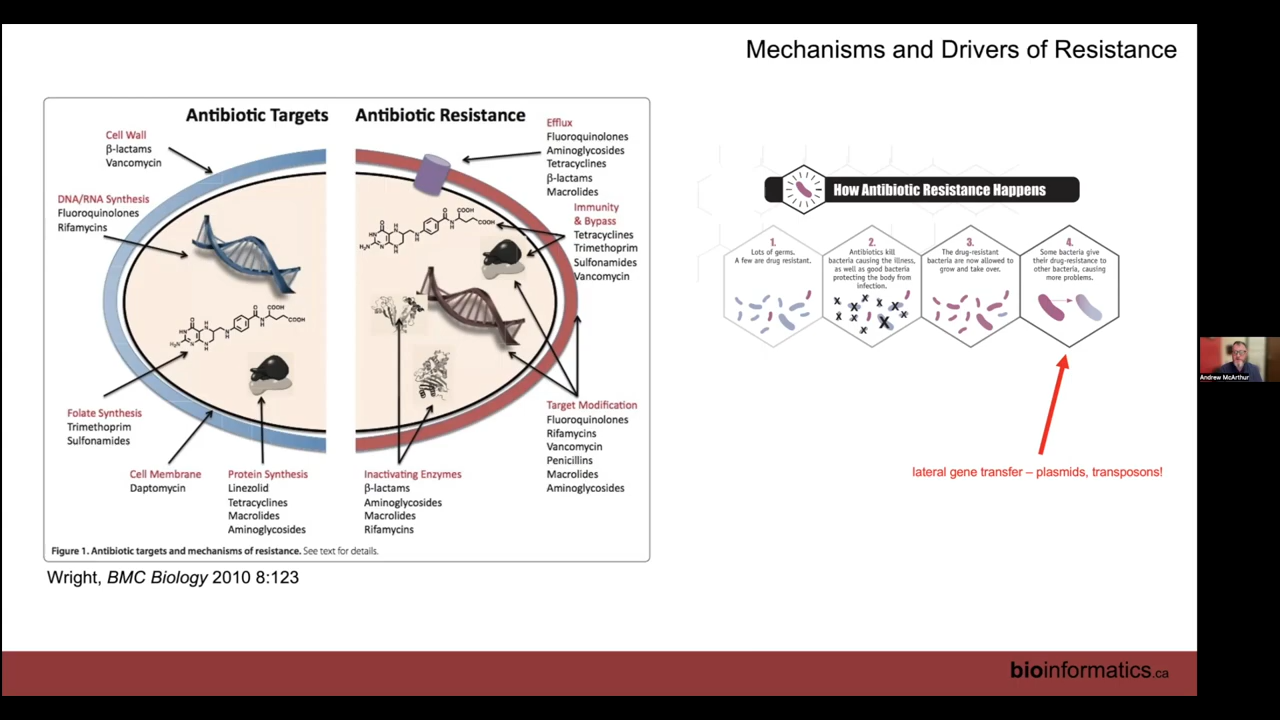 Mechanisms and Drivers of Resistance
Antibiotic Targets
Cell Wall
β-lactams
Vancomycin
DNA/RNA Synthesis
Fluoroquinolones
Rifamycins
Folate Synthesis
Trimethoprim
Sulfonamides
Cell Membrane
Daptomycin
Protein Synthesis
Linezolid
Tetracyclines
Macrolides
Aminoglycosides
Antibiotic Resistance
Efflux
Fluoroquinolones
Aminoglycosides
Tetracyclines
β-lactams
Macrolides
Immunity
& Bypass
Tetracyclines
Trimethoprim
Sulfonamides
Vancomycin
Target Modification
Fluoroquinolones
Rifamycins
Vancomycin
Penicillins
Macrolides
Aminoglycosides
Inactivating Enzymes
β-lactams
Aminoglycosides
Macrolides
Rifamycins
COOH
COOH
COOH
COOH
Figure 1. Antibiotic targets and mechanisms of resistance. See text for details.
Wright, BMC Biology 2010 8:123
How Antibiotic Resistance Happens
1.
Lots of germs.
A few are drug resistant.
2.
Antibiotics kill
bacteria causing the illness,
as well as good bacteria
protecting the body from
infection.
3.
The drug-resistant
bacteria are now allowed to
grow and take over.
4.
Some bacteria give
their drug-resistance to
other bacteria, causing
more problems.
lateral gene transfer – plasmids, transposons!
Andrew McArthur
bioinformatics.ca